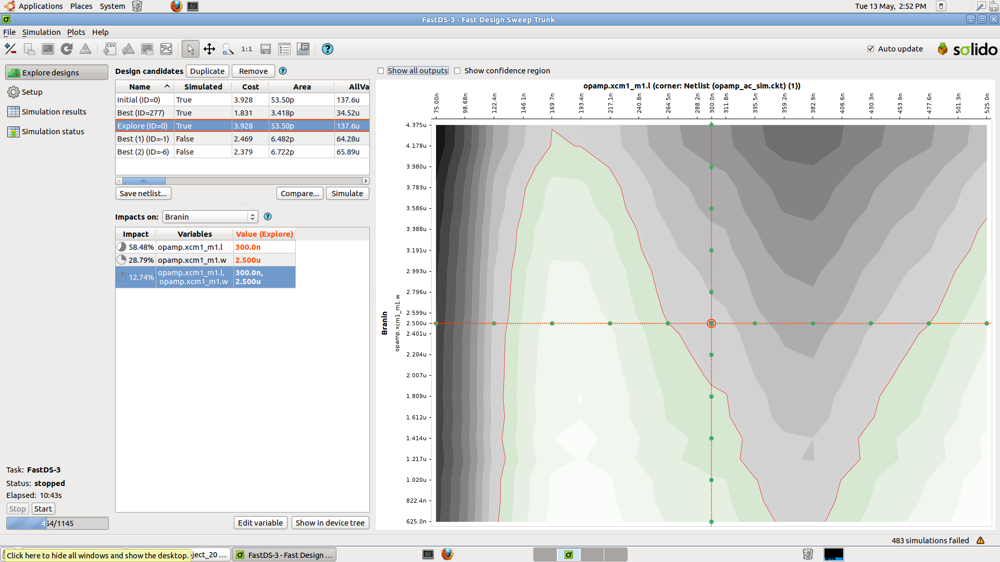 Applications Places System
Tue 13 May, 2:52 PM
FastDS-3 - Fast Design Sweep Trunk
File Simulation Plots Help
CSV
1:1
Auto update
solido
Explore designs
Setup
Simulation results
Simulation status
Design candidates Duplicate Remove
Name Simulated Cost Area AllVa
Initial (ID=0) True 3.928 53.50p 137.6u
Best (ID=277) True 1.831 3.418p 34.52u
Explore (ID=0) True 3.928 53.50p 137.6u
Best (1) (ID=-1) False 2.469 6.482p 64.28u
Best (2) (ID=-6) False 2.379 6.722p 65.89u
Save netlist... Compare... Simulate
Impacts on: Branin
Impact Variables Value (Explore)
58.48% opamp.xcm1_m1.l 300.0n
28.79% opamp.xcm1_m1.w 2.500u
12.74% opamp.xcm1_m1.l, 300.0n,
opamp.xcm1_m1.w 2.500u
Edit variable Show in device tree
Show all outputs Show confidence region
opamp.xcm1_m1.l (corner: Netlist (opamp_ac_sim.ckt) (1))
75.00n 98.68n 122.4n 146.1n 169.7n 193.4n 217.1n 240.8n 264.5n 288.2n 300.0n 311.8n 335.5n 359.2n 382.9n 406.6n 430.3n 453.9n 477.6n 501.3n 525.0n
4.375u
4.178u
3.980u
3.783u
3.586u
3.388u
3.191u
2.993u
2.796u
2.599u
2.500u
2.401u
2.204u
2.007u
1.809u
1.612u
1.414u
1.217u
1.020u
822.4n
625.0n
Branin
opamp.xcm1_m1.w
Task: FastDS-3
Status: stopped
Elapsed: 10:43s
Stop Start
454/1145
483 simulations failed
Click here to hide all windows and show the desktop.
ject_20 ...
FastDS-3 - Fast Design ...